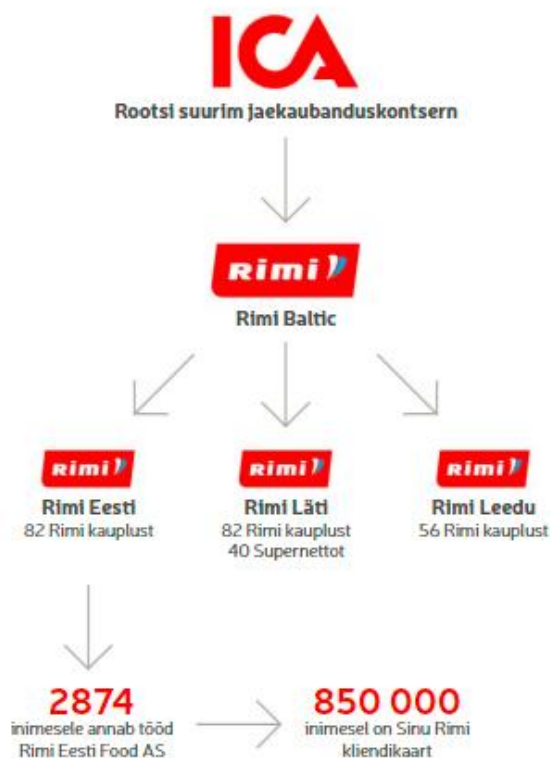 ICA
Rootsi suurim jaekaubanduskontsern
Rimi
Rimi Baltic
Rimi
Rimi Eesti
82 Rimi kauplust
Rimi
Rimi Läti
82 Rimi kauplust
40 Supernettot
Rimi
Rimi Leedu
56 Rimi kauplust
2874
inimesele annab tööd
Rimi Eesti Food AS
850 000
inimesel on Sinu Rimi
kliendikaart